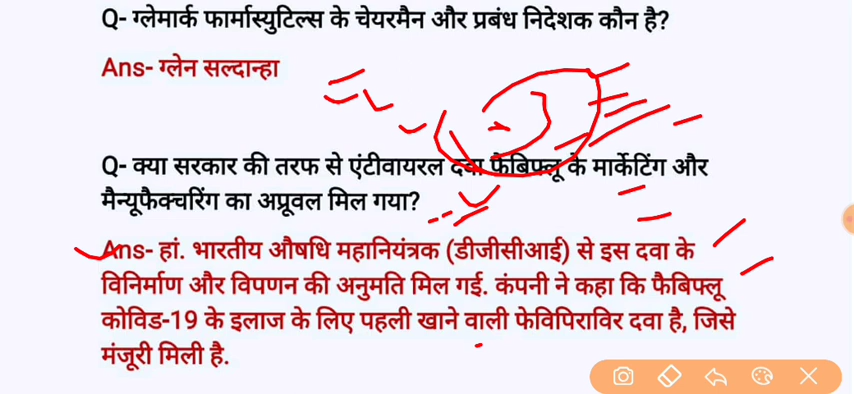 Q- ग्लेमार्क फार्मास्युटिल्स के चेयरमैन और प्रबंध निदेशक कौन है?
Ans- ग्लेन सल्दान्हा
Q- क्या सरकार की तरफ से एंटीवायरल दवा फैबिफ्लू के मार्केटिंग और
मैन्यूफैक्चरिंग का अप्रूवल मिल गया?
Ans- हां. भारतीय औषधि महानियंत्रक (डीजीसीआई) से इस दवा के
विनिर्माण और विपणन की अनुमति मिल गई. कंपनी ने कहा कि फैबिफ्लू
कोविड-19 के इलाज के लिए पहली खाने वाली फेविपिराविर दवा है, जिसे
मंजूरी मिली है.